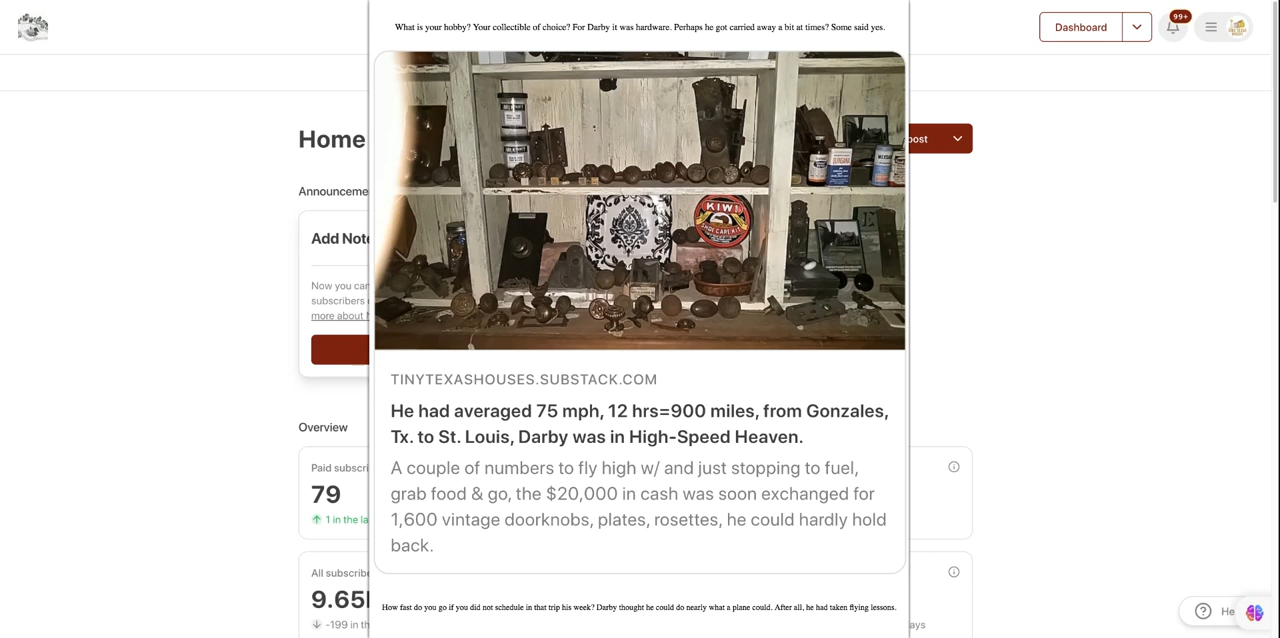 What is your hobby? Your collectible of choice? For Darby it was hardware. Perhaps he got carried away a bit at times? Some said yes.
Dashboard
99+
Home
post
Announceme
Add Note
Now you can
subscribers
more about
KIWI
SHOE CARE KIT
TINYTEXASHOUSES.SUBSTACK.COM
He had averaged 75 mph, 12 hrs=900 miles, from Gonzales,
Tx. to St. Louis, Darby was in High-Speed Heaven.
A couple of numbers to fly high w/ and just stopping to fuel,
grab food & go, the $20,000 in cash was soon exchanged for
1,600 vintage doorknobs, plates, rosettes, he could hardly hold
back.
Overview
Paid subscri
79
1 in the la
All subscribe
9.65
-199 in th
ays
How fast do you go if you did not schedule in that trip his week? Darby thought he could do nearly what a plane could. After all, he had taken flying lessons.
He